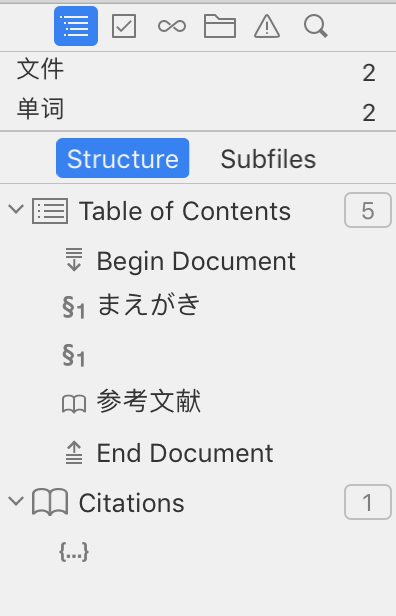 文件 2
单词 2
Structure Subfiles
Table of Contents 5
Begin Document
§1 まえがき
§1
参考文献
End Document
Citations 1
{...}